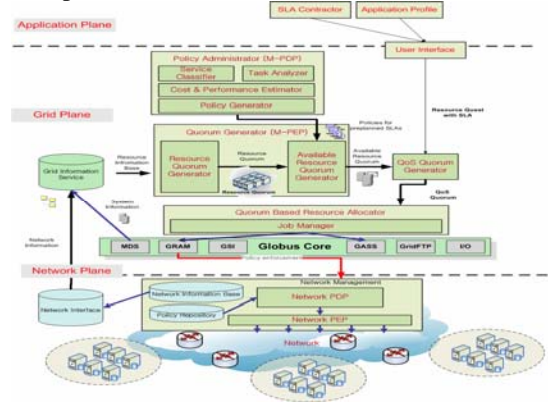 SLA Contractor
Application Profile
Application Plane
User Interface
Policy Administrator (M-PDP)
Service
Classifier
Task Analyzer
Cost & Performance Estimator
Policy Generator
Grid Plane
Resource Quest
with SLA
Policies for
preplanned SLAs
Quorum Generator (M-PEP)
Resource
Information
Base
Resource
Quorum
Generator
Resource
Quorum
Resource Quorum
Available
Resource
Quorum
Generator
Available
Resource
Quorum
QoS Quorum
Generator
Grid Information
Service
System
Information
QoS
Quorum
Quorum Based Resource Allocator
Job Manager
Network
Information
MDS
GRAM
GSI
Globus Core
GASS
GridFTP
I/O
Policy enforcement
Network Plane
Network Management
Network Information Base
Network PDP
Policy Repository
Network Interface
Network PEP
Network